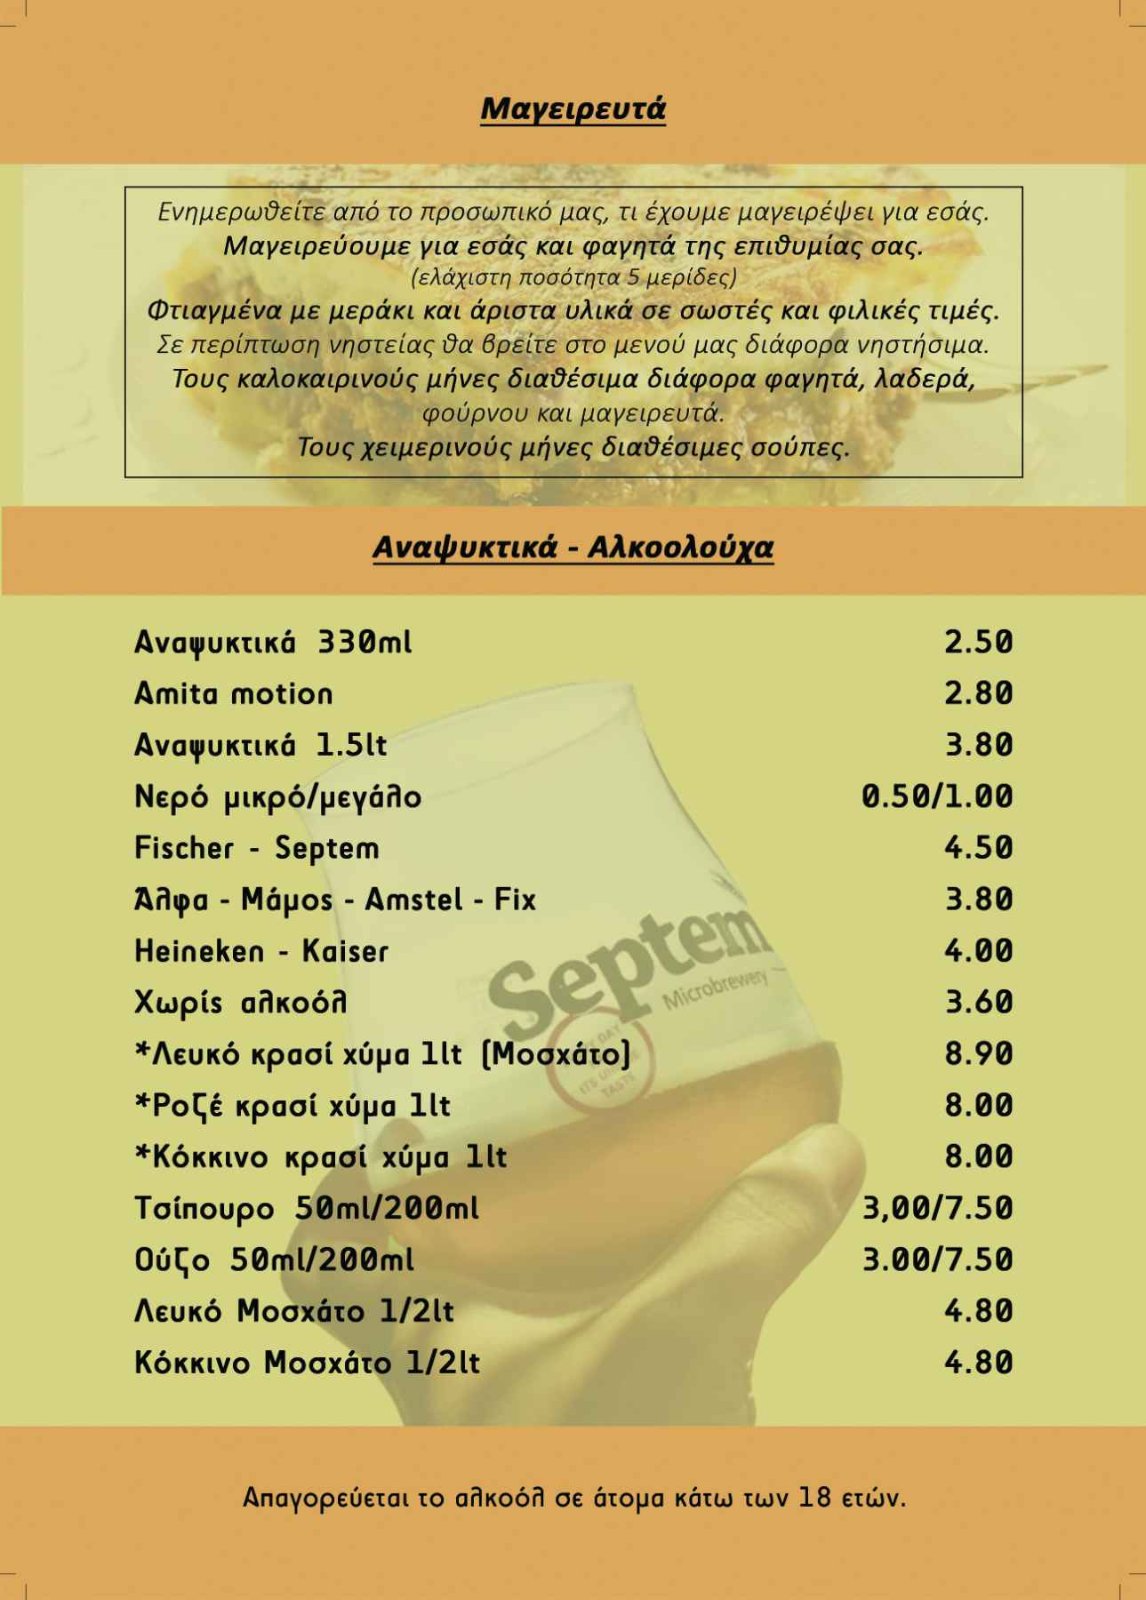 Μαγειρευτά
Ενημερωθείτε από το προσωπικό μας, τι έχουμε μαγειρέψει για εσάς.
Μαγειρεύουμε για εσάς και φαγητά της επιθυμίας σας.
(ελάχιστη ποσότητα 5 μερίδες)
Φτιαγμένα με μεράκι και άριστα υλικά σε σωστές και φιλικές τιμές.
Σε περίπτωση νηστείας θα βρείτε στο μενού μας διάφορα νηστήσιμα.
Τους καλοκαιρινούς μήνες διαθέσιμα διάφορα φαγητά, λαδερά,
φούρνου και μαγειρευτά.
Τους χειμερινούς μήνες διαθέσιμες σούπες.
Αναψυκτικά - Αλκοολούχα
Αναψυκτικά 330ml 2.50
Amita motion 2.80
Αναψυκτικά 1.5lt 3.80
Νερό μικρό/μεγάλο 0.50/1.00
Fischer - Septem 4.50
Άλφα - Μάμος - Amstel - Fix 3.80
Heineken - Kaiser 4.00
Χωρίς αλκοόλ 3.60
*Λευκό κρασί χύμα 1lt (Μοσχάτο) 8.90
*Ροζέ κρασί χύμα 1lt 8.00
*Κόκκινο κρασί χύμα 1lt 8.00
Τσίπουρο 50ml/200ml 3,00/7.50
Ούζο 50ml/200ml 3.00/7.50
Λευκό Μοσχάτο 1/2lt 4.80
Κόκκινο Μοσχάτο 1/2lt 4.80
Septem
Microbrewery
DAY
ITS
TASTE
Απαγορεύεται το αλκοόλ σε άτομα κάτω των 18 ετών.